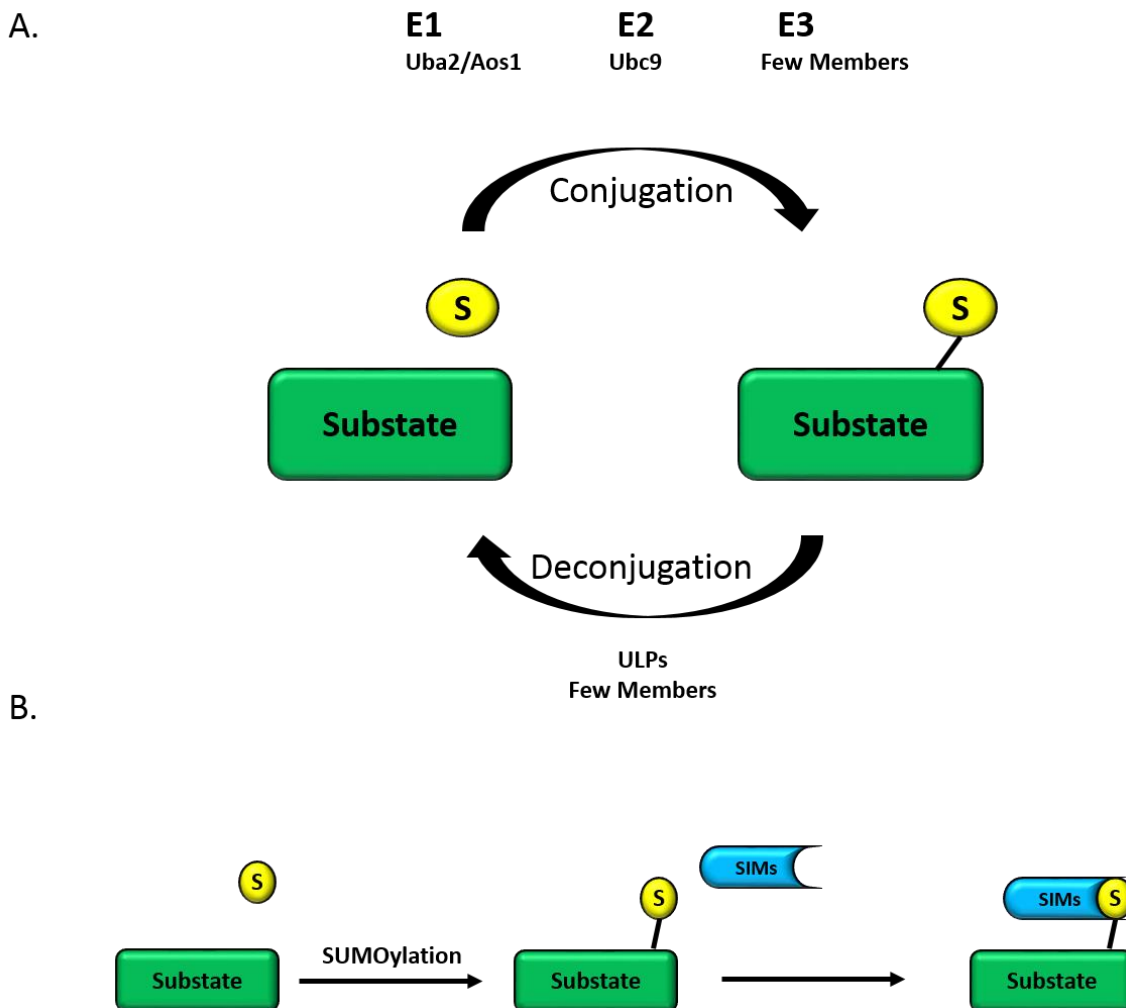 A.
E1 E2 E3
Uba2/Aos1 Ubc9 Few Members
Conjugation
S S
Substate Substate
Deconjugation
ULPs
Few Members
B.
SIMs
S S SIMs S
SUMOylation
Substate Substate Substate